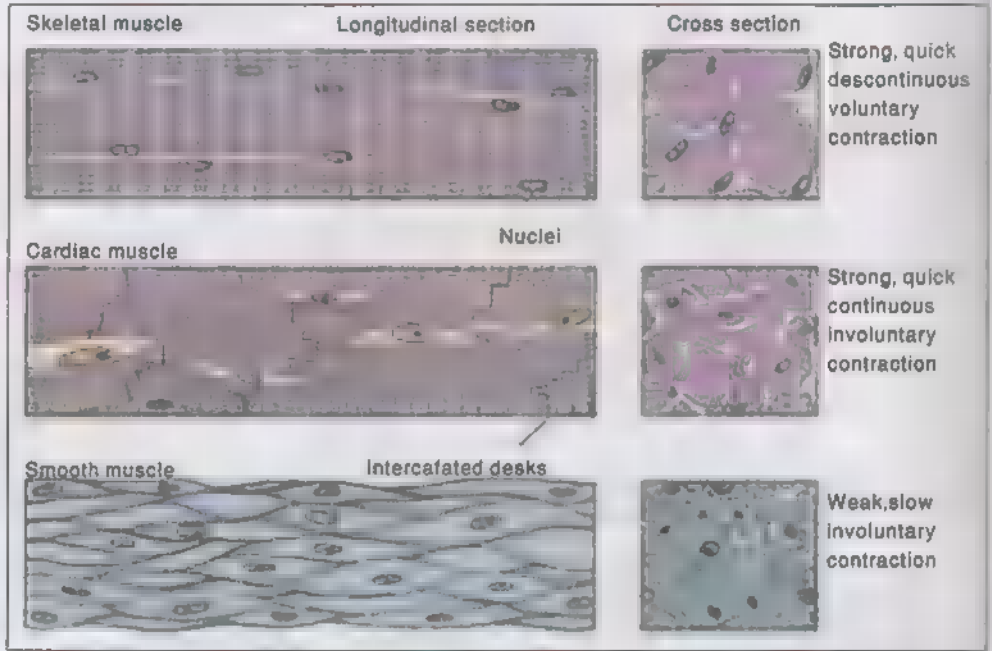 Skeletal muscle
Longitudinal section
Cross section
Strong, quick
descontinuous
voluntary
contraction
Nuclei
Cardiac muscle
Strong, quick
continuous
involuntary
contraction
Smooth muscle
Intercafated desks
Weak,slow
involuntary
contraction